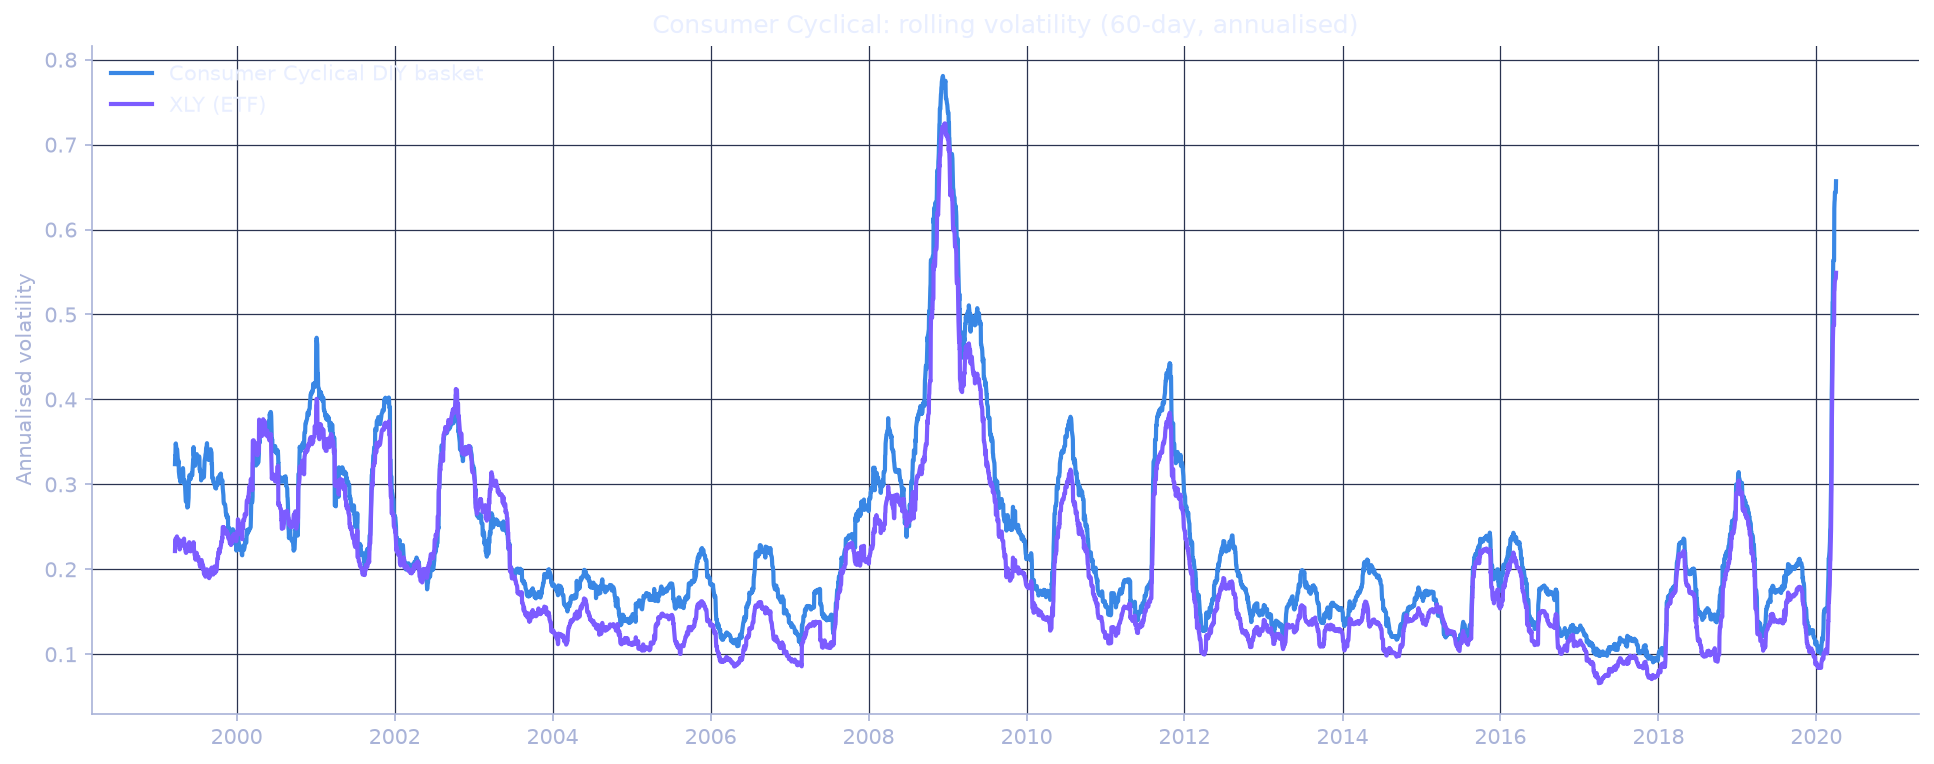 Consumer Cyclical: rolling volatility (60-day, annualised)
Consumer Cyclical DIY basket
XLY (ETF)
Annualised volatility
0.8
0.7
0.6
0.5
0.4
0.3
0.2
0.1
2000 2002 2004 2006 2008 2010 2012 2014 2016 2018 2020